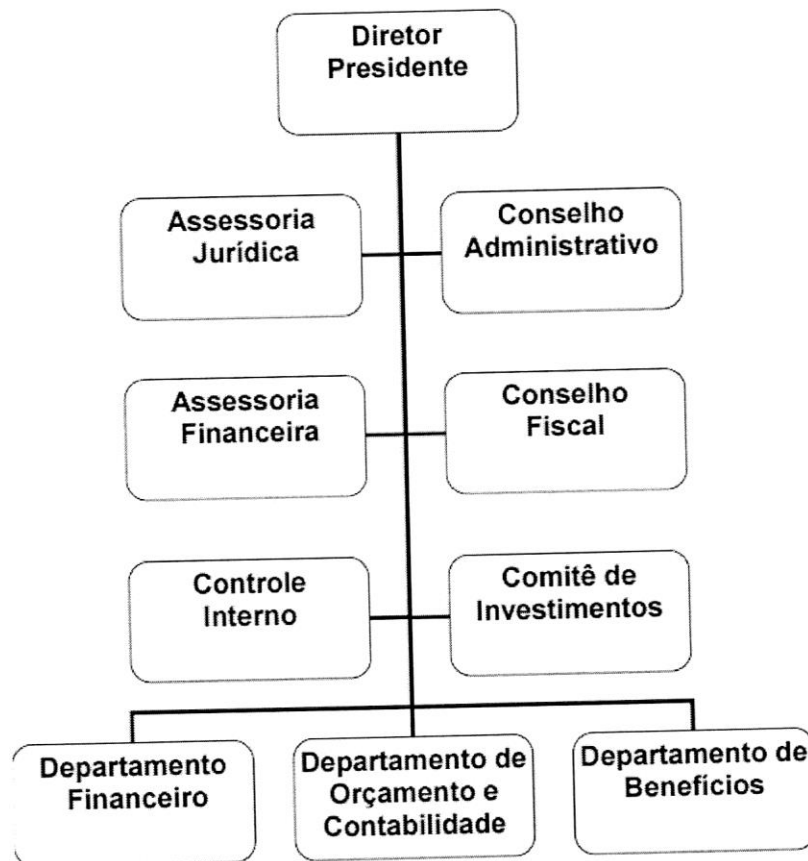 Diretor
Presidente
Assessoria
Jurídica
Conselho
Administrativo
Assessoria
Financeira
Conselho
Fiscal
Controle
Interno
Comitê de
Investimentos
Departamento
Financeiro
Departamento de
Orçamento e
Contabilidade
Departamento de
Benefícios